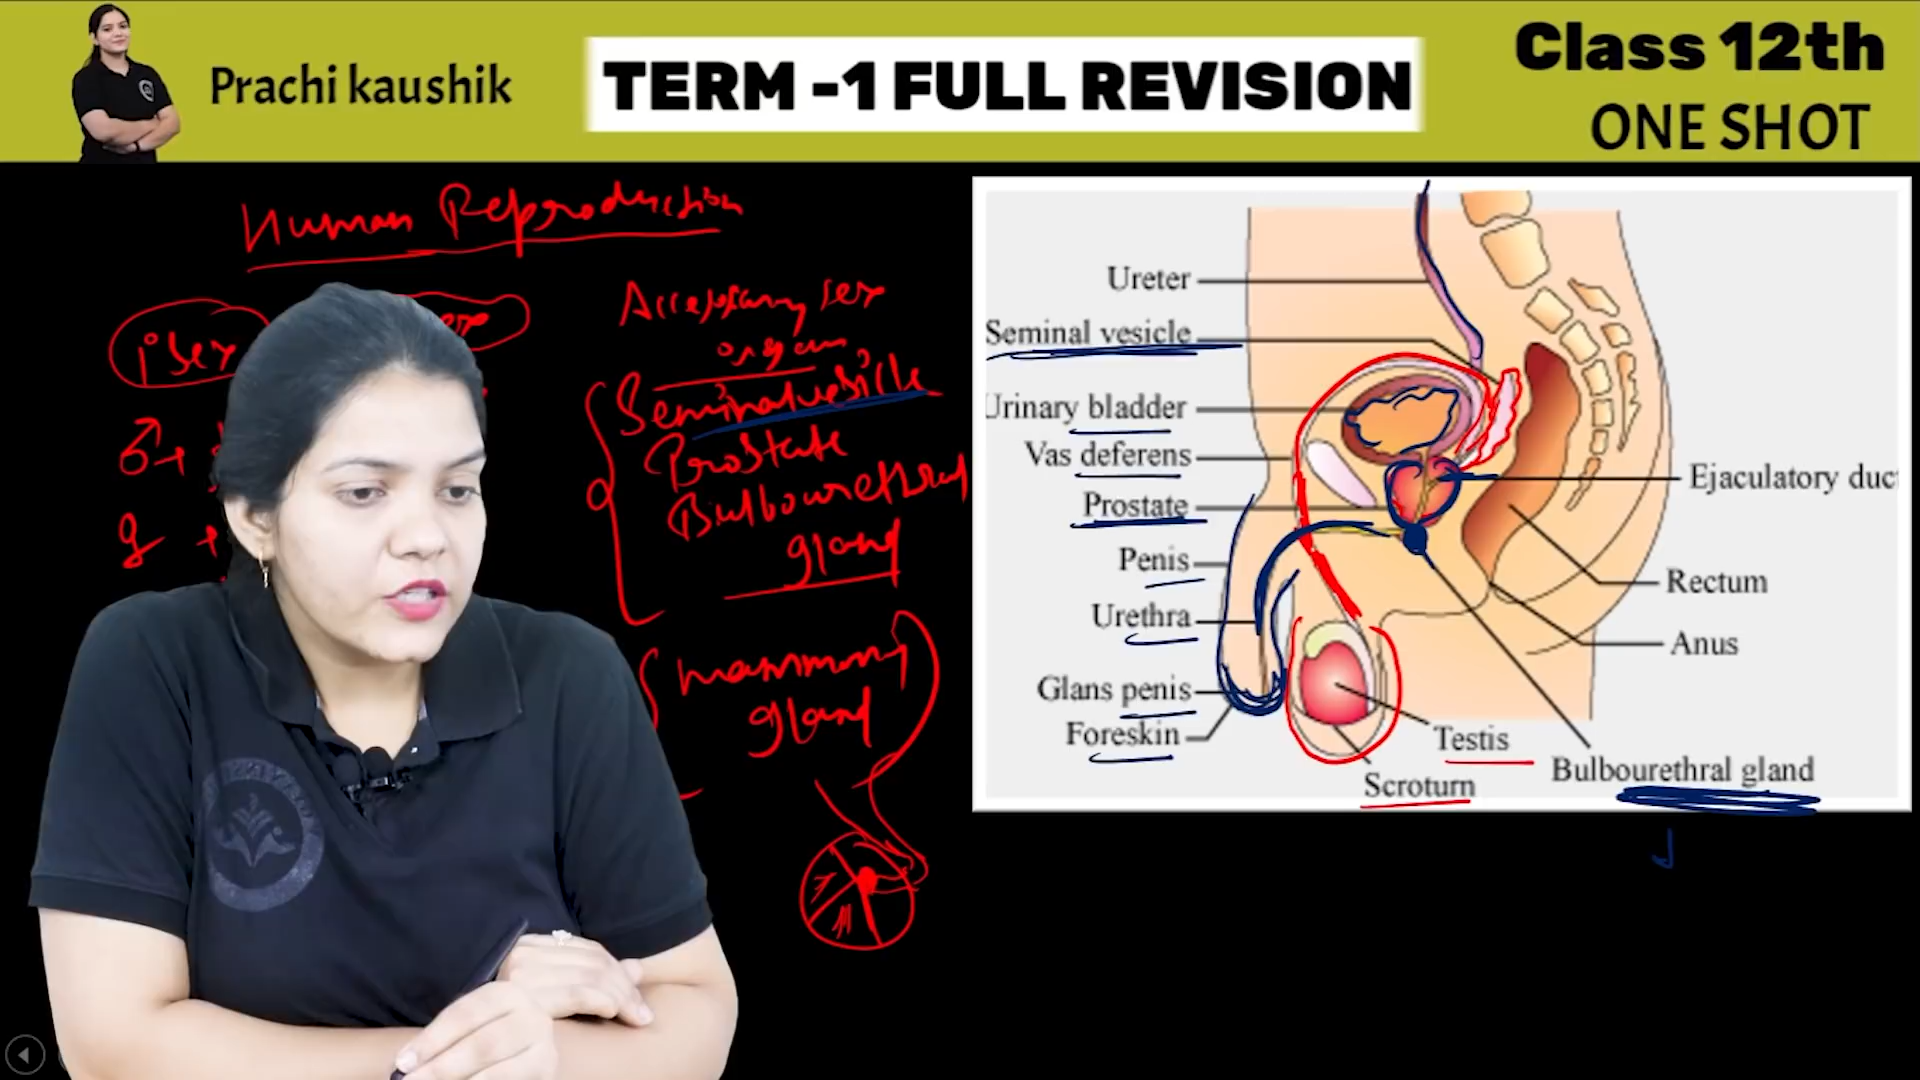 Prachi kaushik
TERM -1 FULL REVISION
Class 12th
ONE SHOT
Human Reproduction
Accessory sex
organ
Seminal vesicle
Prostate
Bulbourethral
gland
mammary
gland
Ureter
Seminal vesicle
Urinary bladder
Vas deferens
Prostate
Penis
Urethra
Glans penis
Foreskin
Ejaculatory duc
Rectum
Anus
Testis
Bulbourethral gland
Scroturn